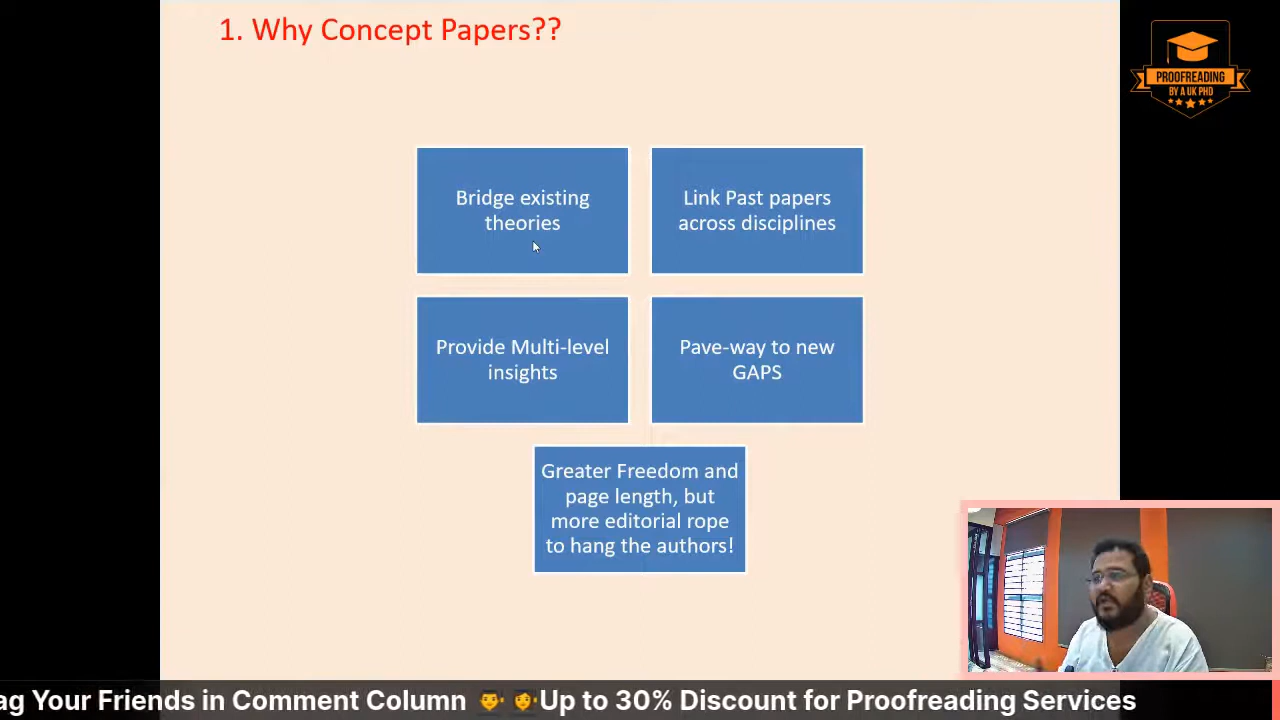 1. Why Concept Papers??
PROOFREADING
BY A UK PHD
Bridge existing
theories
Link Past papers
across disciplines
Provide Multi-level
insights
Pave-way to new
GAPS
Greater Freedom and
page length, but
more editorial rope
to hang the authors!
ag Your Friends in Comment Column 👨👩Up to 30% Discount for Proofreading Services